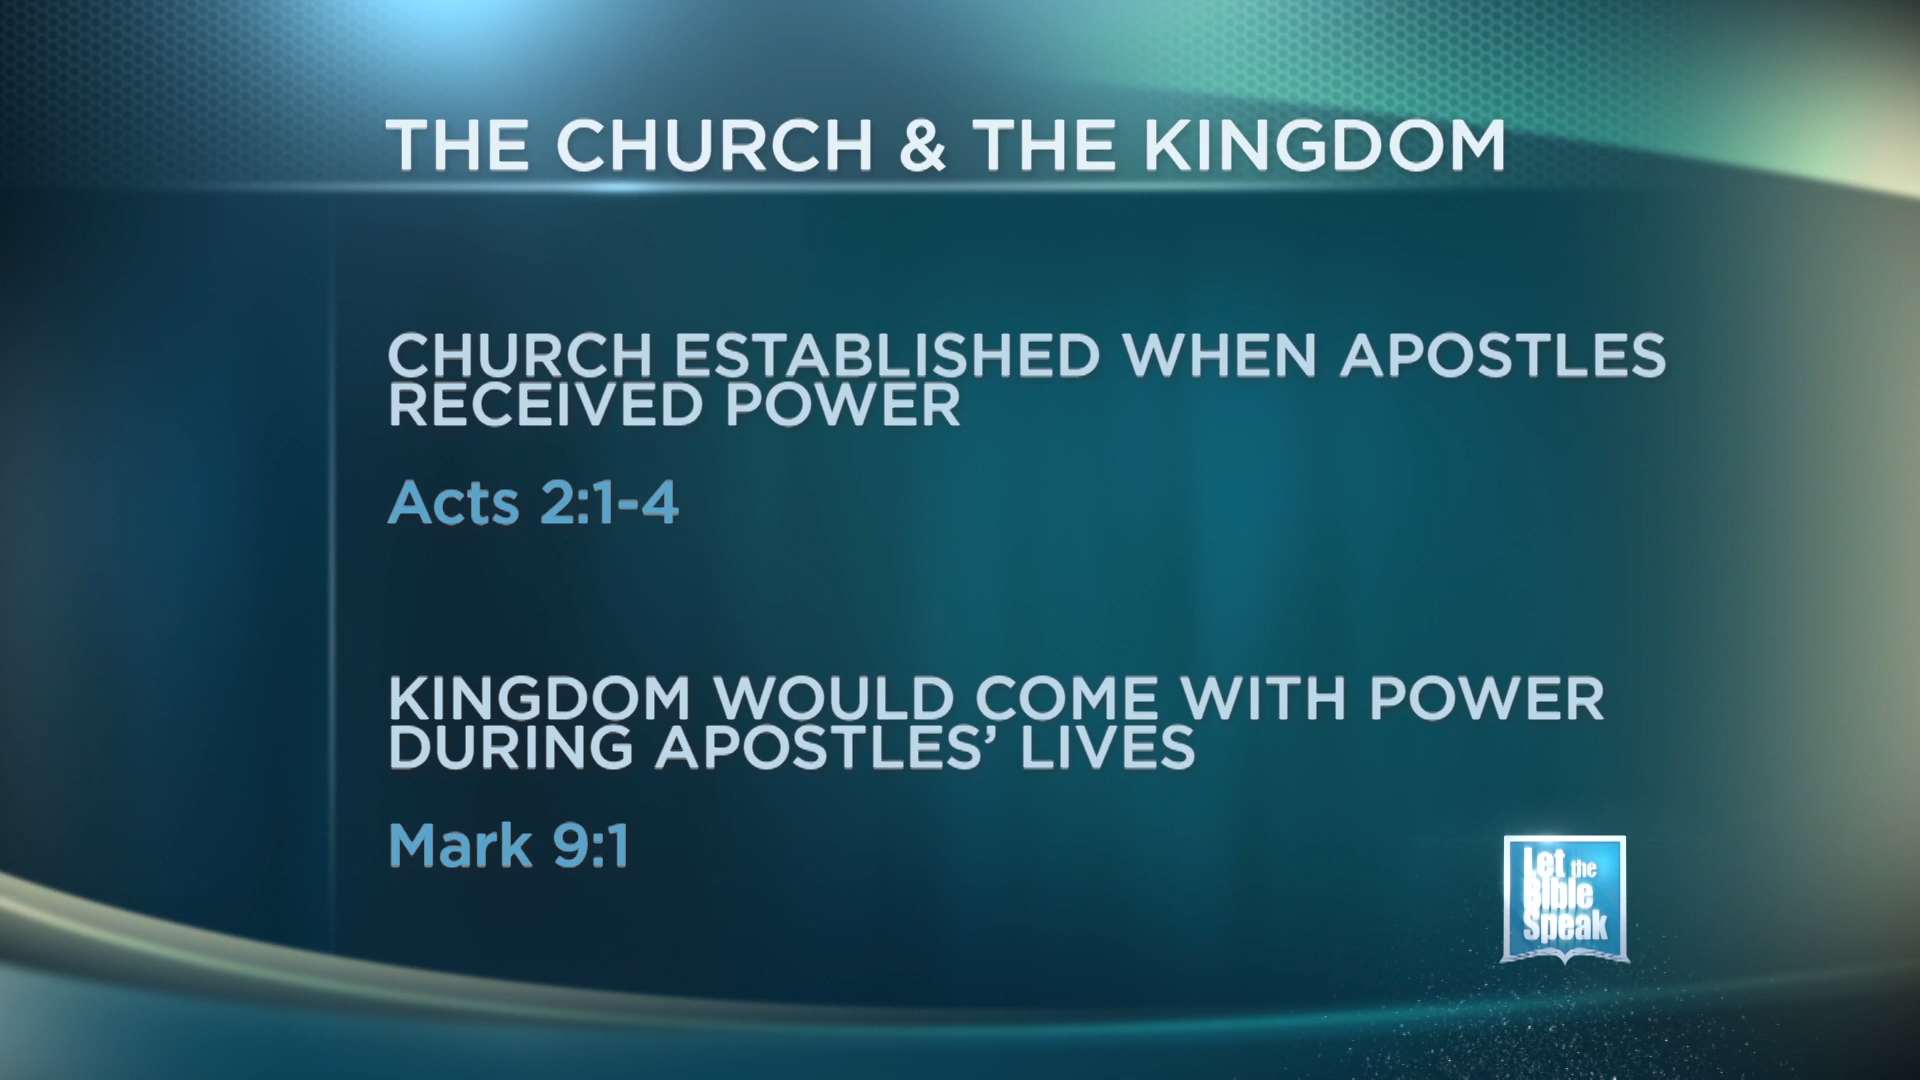 THE CHURCH & THE KINGDOM
CHURCH ESTABLISHED WHEN APOSTLES
RECEIVED POWER
Acts 2:1-4
KINGDOM WOULD COME WITH POWER
DURING APOSTLES’ LIVES
Mark 9:1
Let the
Bible
Speak